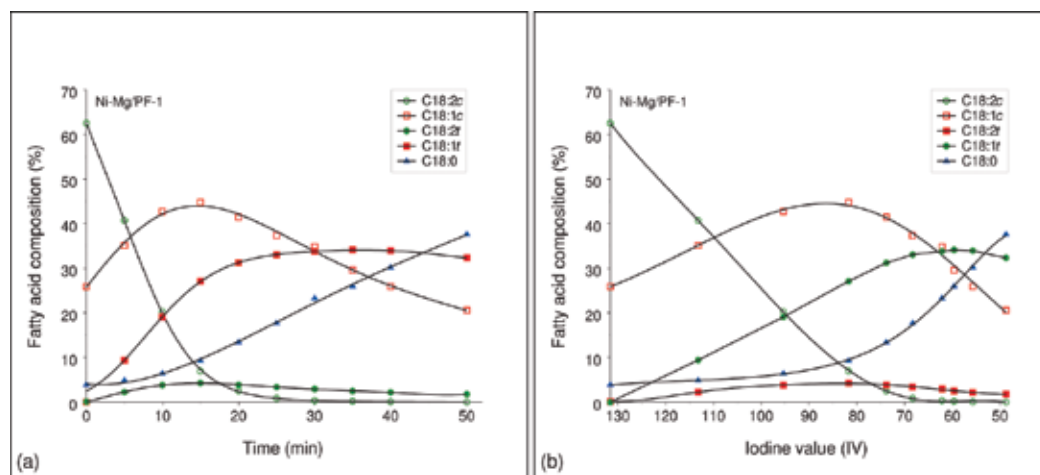 70
60
50
40
30
20
10
0
Fatty acid composition (%)
Ni-Mg/PF-1
C18:2c
C18:1c
C18:2t
C18:1t
C18:0
0 10 20 30 40 50
Time (min)
(a)
70
60
50
40
30
20
10
0
Fatty acid composition (%)
Ni-Mg/PF-1
C18:2c
C18:1c
C18:2t
C18:1t
C18:0
130 120 110 100 90 80 70 60 50
Iodine value (IV)
(b)